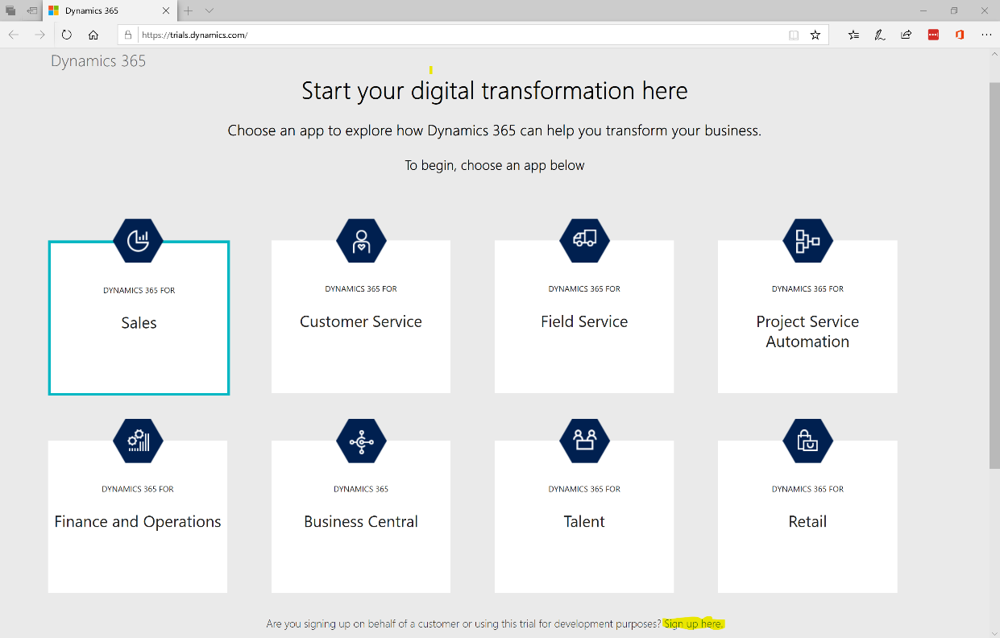 Dynamics 365
https://trials.dynamics.com/
Dynamics 365
Start your digital transformation here
Choose an app to explore how Dynamics 365 can help you transform your business.
To begin, choose an app below
DYNAMICS 365 FOR
Sales
DYNAMICS 365 FOR
Customer Service
DYNAMICS 365 FOR
Field Service
DYNAMICS 365 FOR
Project Service
Automation
DYNAMICS 365 FOR
Finance and Operations
DYNAMICS 365
Business Central
DYNAMICS 365 FOR
Talent
DYNAMICS 365 FOR
Retail
Are you signing up on behalf of a customer or using this trial for development purposes? Sign up here.